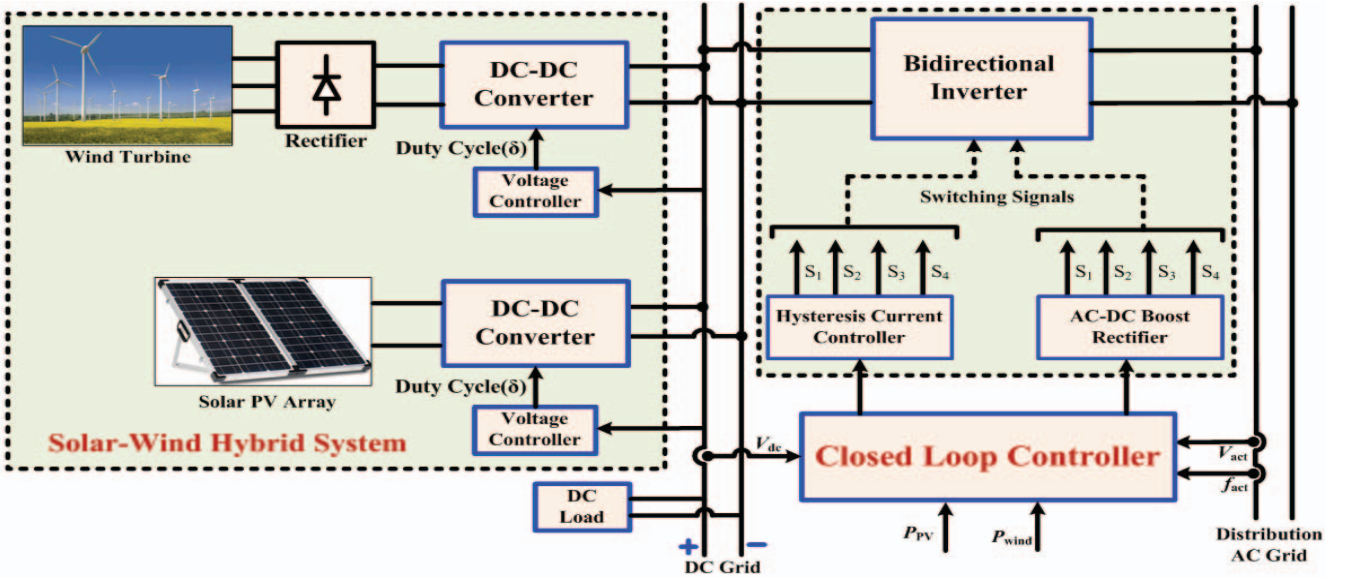 DC-DC
Converter
Rectifier
Wind Turbine
Duty Cycle(δ)
Voltage
Controller
DC-DC
Converter
Solar PV Array
Duty Cycle(δ)
Voltage
Controller
Solar-Wind Hybrid System
DC
Load
+
−
DC Grid
Bidirectional
Inverter
Switching Signals
S1 S2 S3 S4
S1 S2 S3 S4
Hysteresis Current
Controller
AC-DC Boost
Rectifier
Closed Loop Controller
Vdc
Vact
fact
PPV
Pwind
Distribution
AC Grid